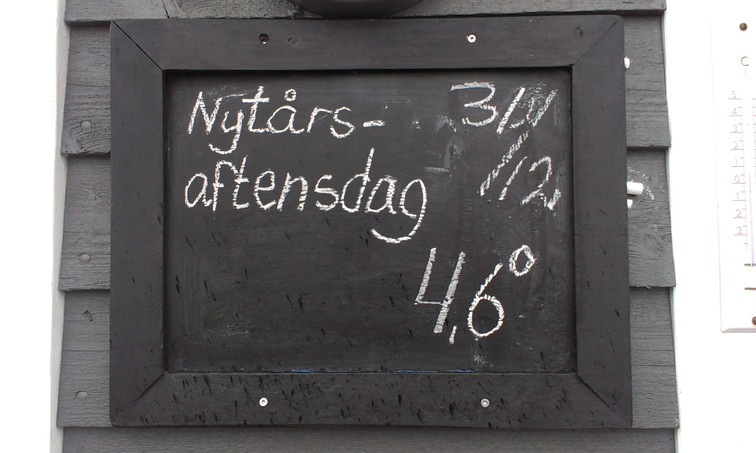 Nytårs-
aftensdag
31/
/12
4,6°
C